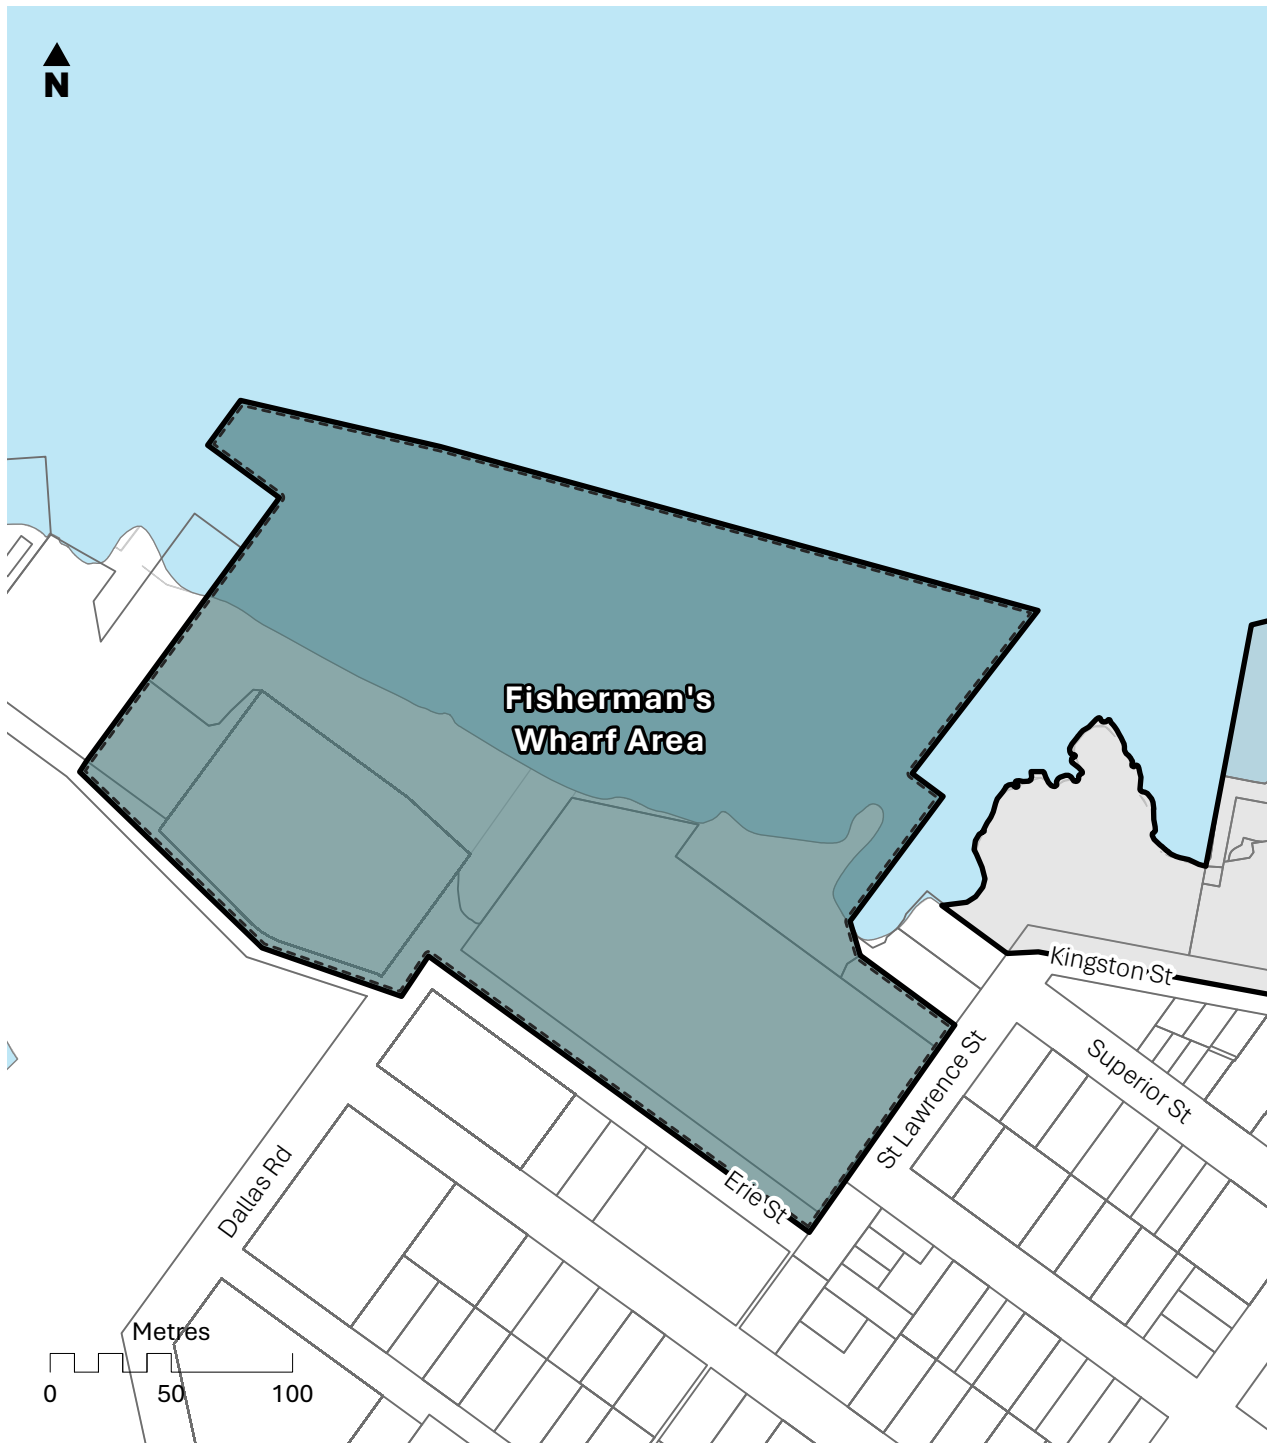 N
Fisherman's
Wharf Area
Kingston St
Superior St
St Lawrence St
Erie St
Dallas Rd
Metres
0 50 100